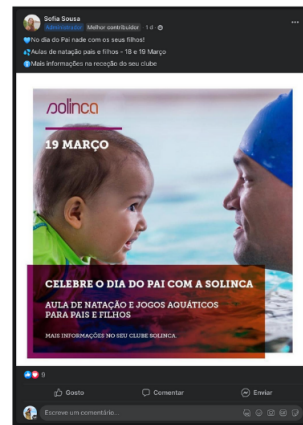 Sofia Sousa
Administrador Melhor contribuidor · 1 d ·
No dia do Pai nade com os seus filhos!
Aulas de natação pais e filhos - 18 e 19 Março
Mais informações na receção do seu clube
solinca
19 MARÇO
CELEBRE O DIA DO PAI COM A SOLINCA
AULA DE NATAÇÃO E JOGOS AQUÁTICOS
PARA PAIS E FILHOS
MAIS INFORMAÇÕES NO SEU CLUBE SOLINCA
9
Gosto Comentar Enviar
Escreve um comentário...